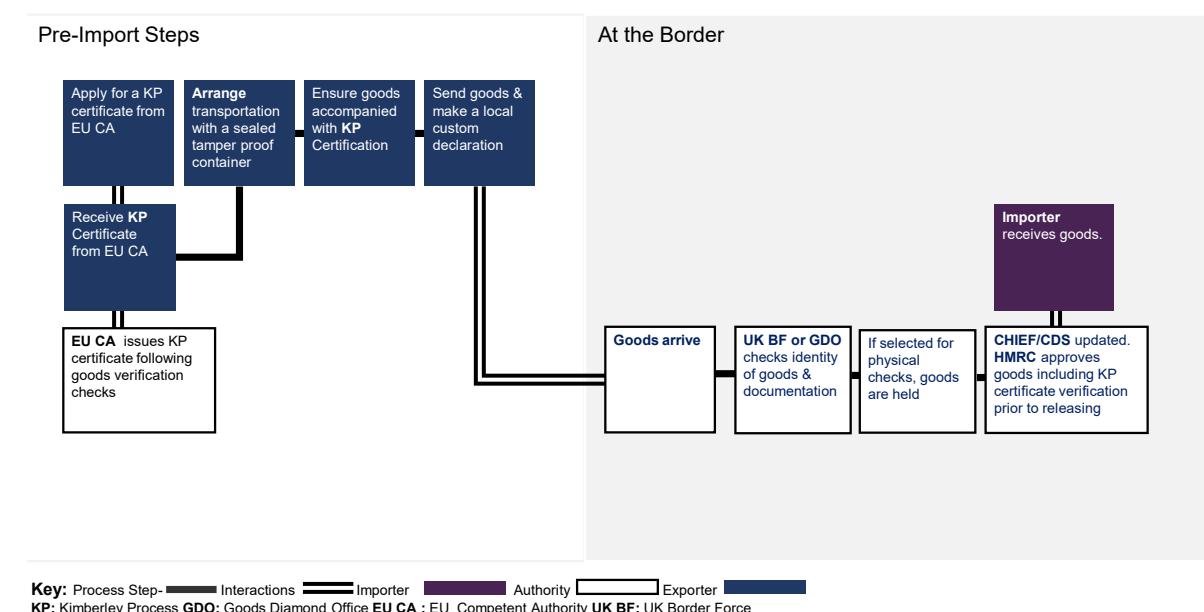 Pre-Import Steps
At the Border
Apply for a KP
certificate from
EU CA
Arrange
transportation
with a sealed
tamper proof
container
Ensure goods
accompanied
with KP
Certification
Send goods &
make a local
custom
declaration
Receive KP
Certificate
from EU CA
EU CA issues KP
certificate following
goods verification
checks
Goods arrive
UK BF or GDO
checks identity
of goods &
documentation
If selected for
physical
checks, goods
are held
CHIEF/CDS updated.
HMRC approves
goods including KP
certificate verification
prior to releasing
Importer
receives goods.
Key: Process Step- Interactions Importer Authority Exporter
KP: Kimberley Process GDO: Goods Diamond Office EU CA : EU Competent Authority UK BF: UK Border Force